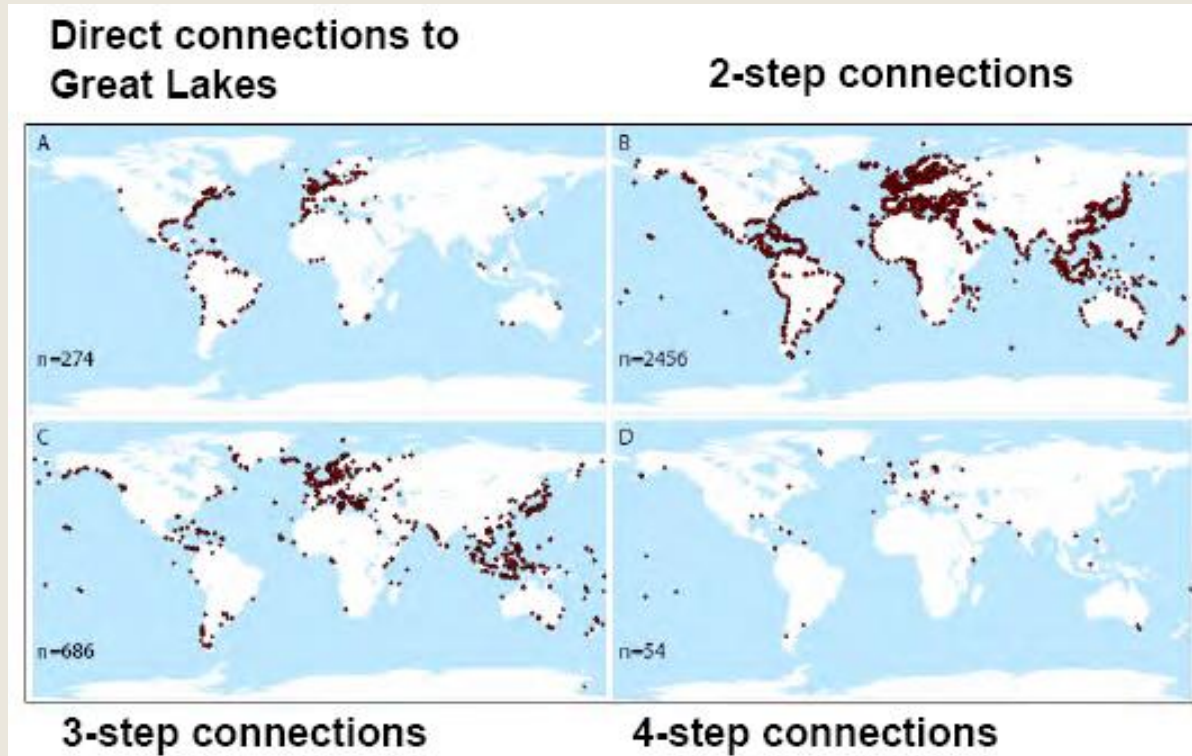 Direct connections to
Great Lakes
2-step connections
A
B
n=274
n=2456
C
D
n=686
n=54
3-step connections
4-step connections